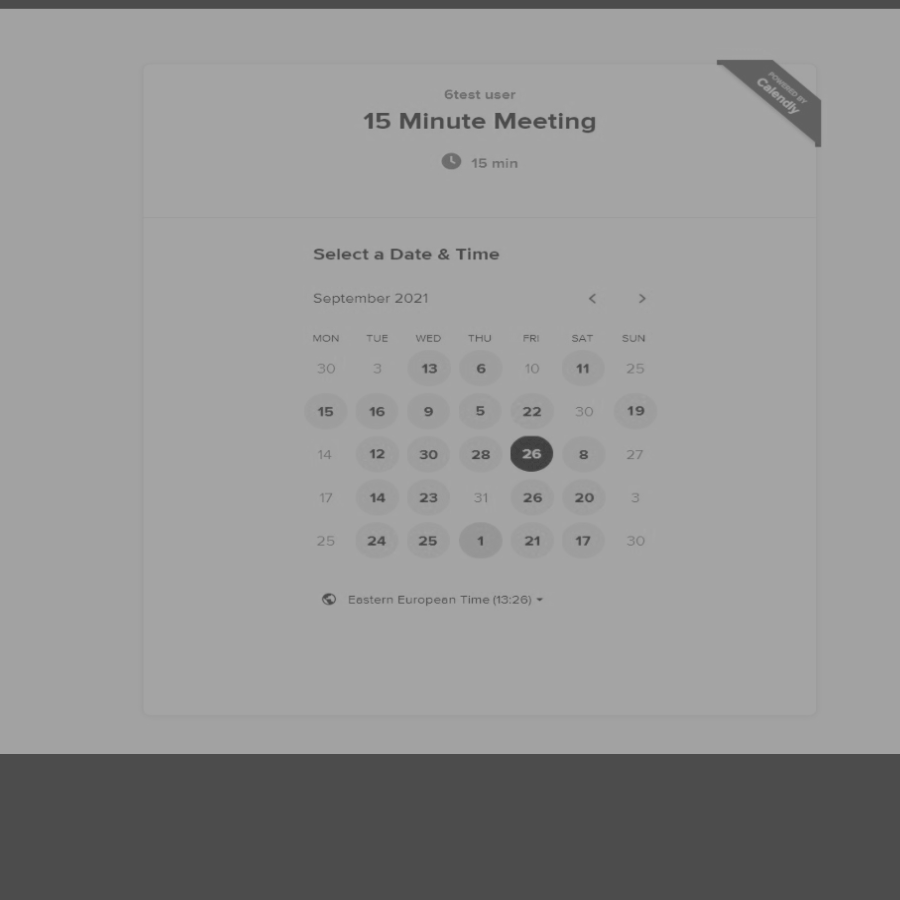 POWERED BY
Calendly
6test user
15 Minute Meeting
15 min
Select a Date & Time
September 2021
MON TUE WED THU FRI SAT SUN
30 3 13 6 10 11 25
15 16 9 5 22 30 19
14 12 30 28 26 8 27
17 14 23 31 26 20 3
25 24 25 1 21 17 30
Eastern European Time (13:26)